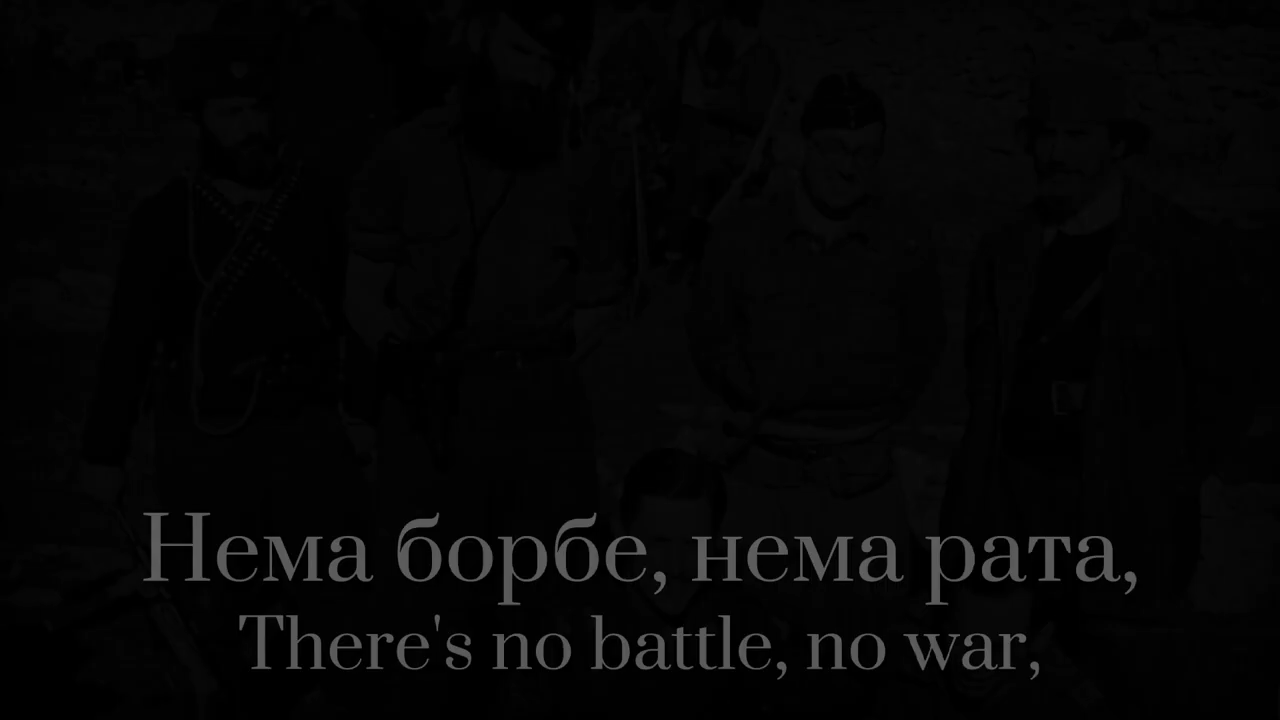 Нема борбе, нема рата,
There's no battle, no war,